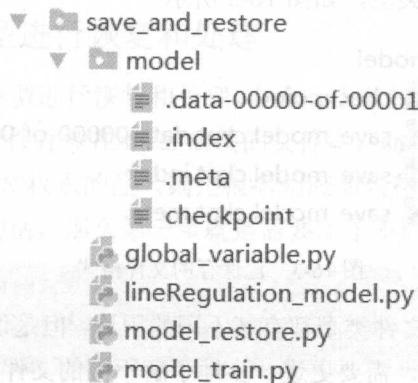 save_and_restore
model
.data-00000-of-00001
.index
.meta
checkpoint
global_variable.py
lineRegulation_model.py
model_restore.py
model_train.py